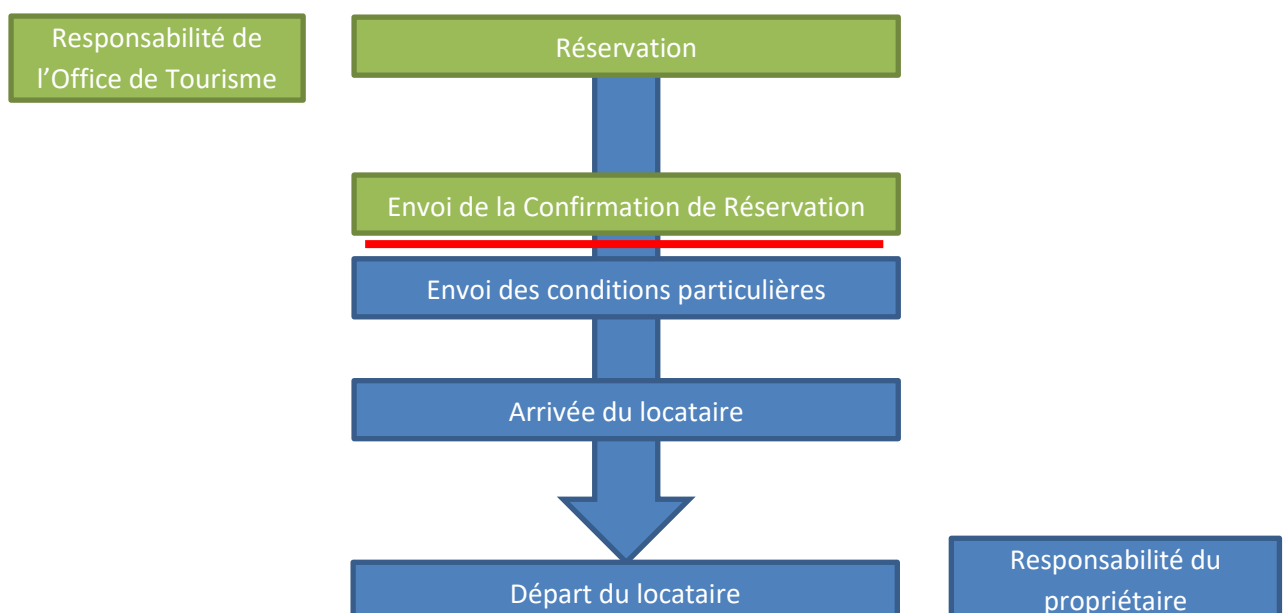 Responsabilité de
l’Office de Tourisme
Réservation
Envoi de la Confirmation de Réservation
Envoi des conditions particulières
Arrivée du locataire
Départ du locataire
Responsabilité du
propriétaire